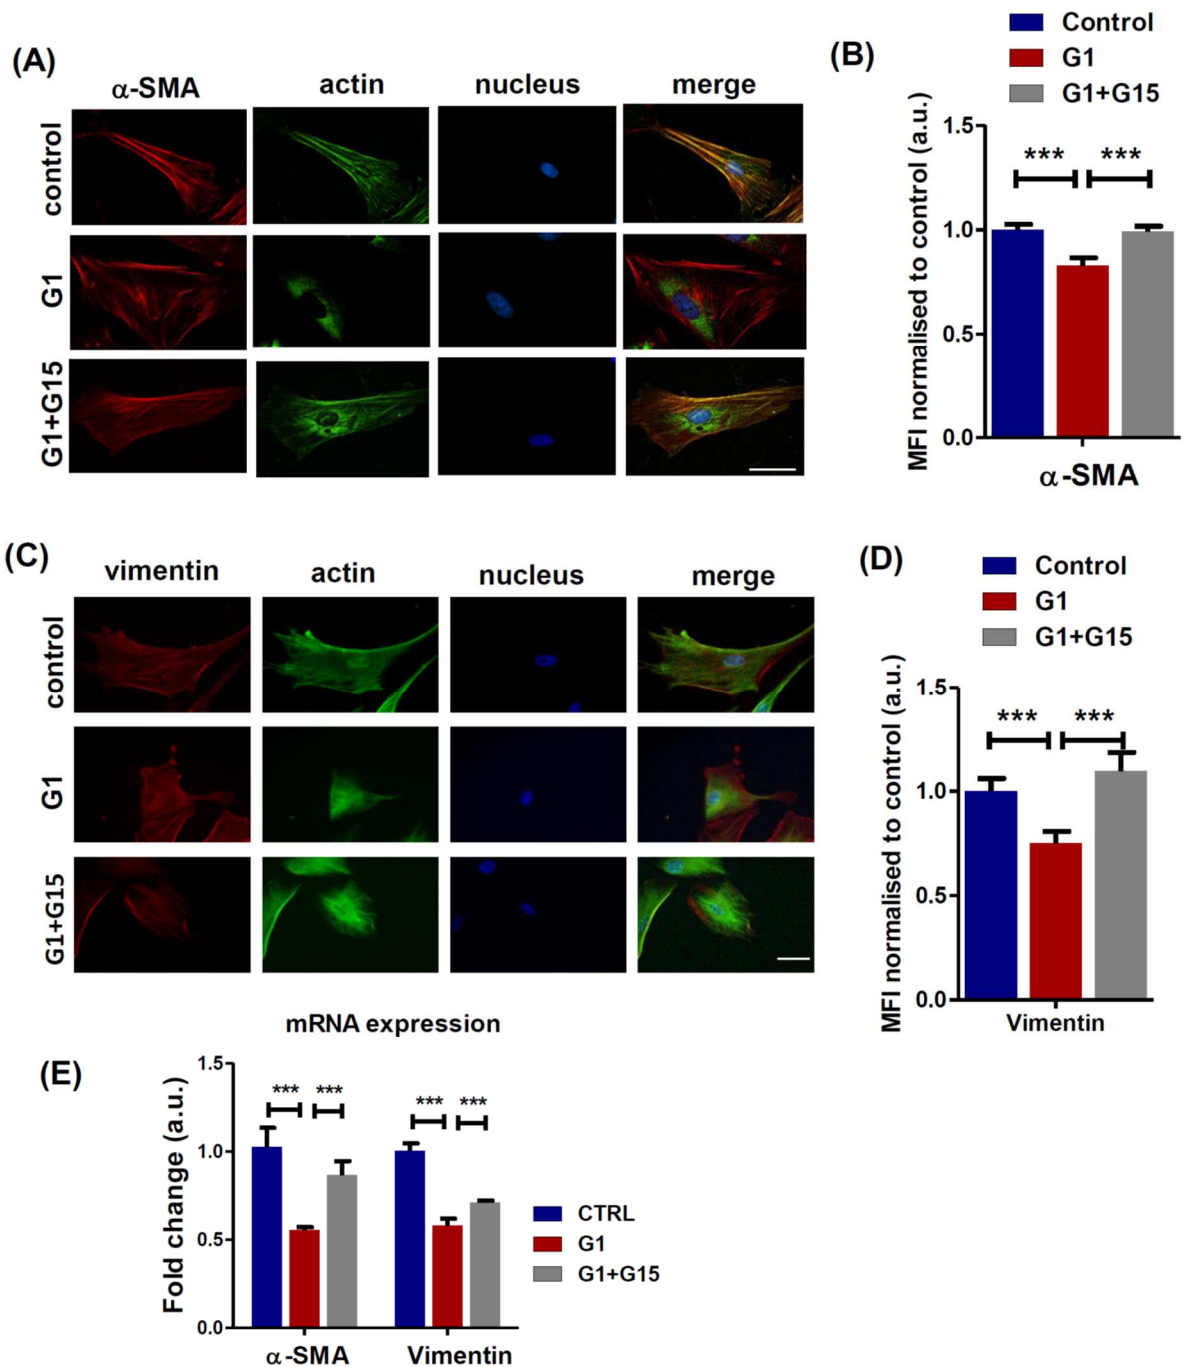 (A)
α-SMA actin nucleus merge
control
G1
G1+G15
(B)
Control
G1
G1+G15
MFI normalised to control (a.u.)
1.5
1.0
0.5
0.0
*** ***
α-SMA
(C)
vimentin actin nucleus merge
control
G1
G1+G15
(D)
Control
G1
G1+G15
MFI normalised to control (a.u.)
1.5
1.0
0.5
0.0
*** ***
Vimentin
(E)
mRNA expression
Fold change (a.u.)
1.5
1.0
0.5
0.0
*** *** *** ***
α-SMA Vimentin
CTRL
G1
G1+G15